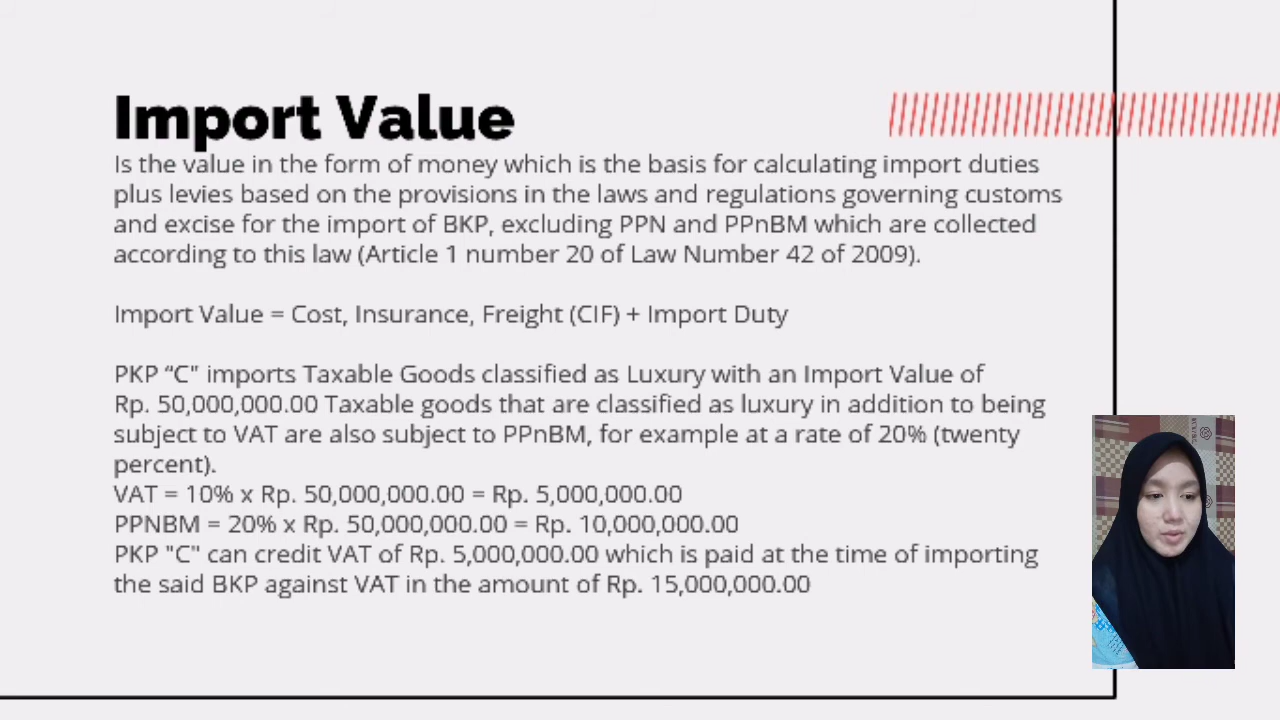 Import Value
Is the value in the form of money which is the basis for calculating import duties
plus levies based on the provisions in the laws and regulations governing customs
and excise for the import of BKP, excluding PPN and PPnBM which are collected
according to this law (Article 1 number 20 of Law Number 42 of 2009).
Import Value = Cost, Insurance, Freight (CIF) + Import Duty
PKP “C" imports Taxable Goods classified as Luxury with an Import Value of
Rp. 50,000,000.00 Taxable goods that are classified as luxury in addition to being
subject to VAT are also subject to PPnBM, for example at a rate of 20% (twenty
percent).
VAT = 10% x Rp. 50,000,000.00 = Rp. 5,000,000.00
PPNBM = 20% x Rp. 50,000,000.00 = Rp. 10,000,000.00
PKP "C" can credit VAT of Rp. 5,000,000.00 which is paid at the time of importing
the said BKP against VAT in the amount of Rp. 15,000,000.00